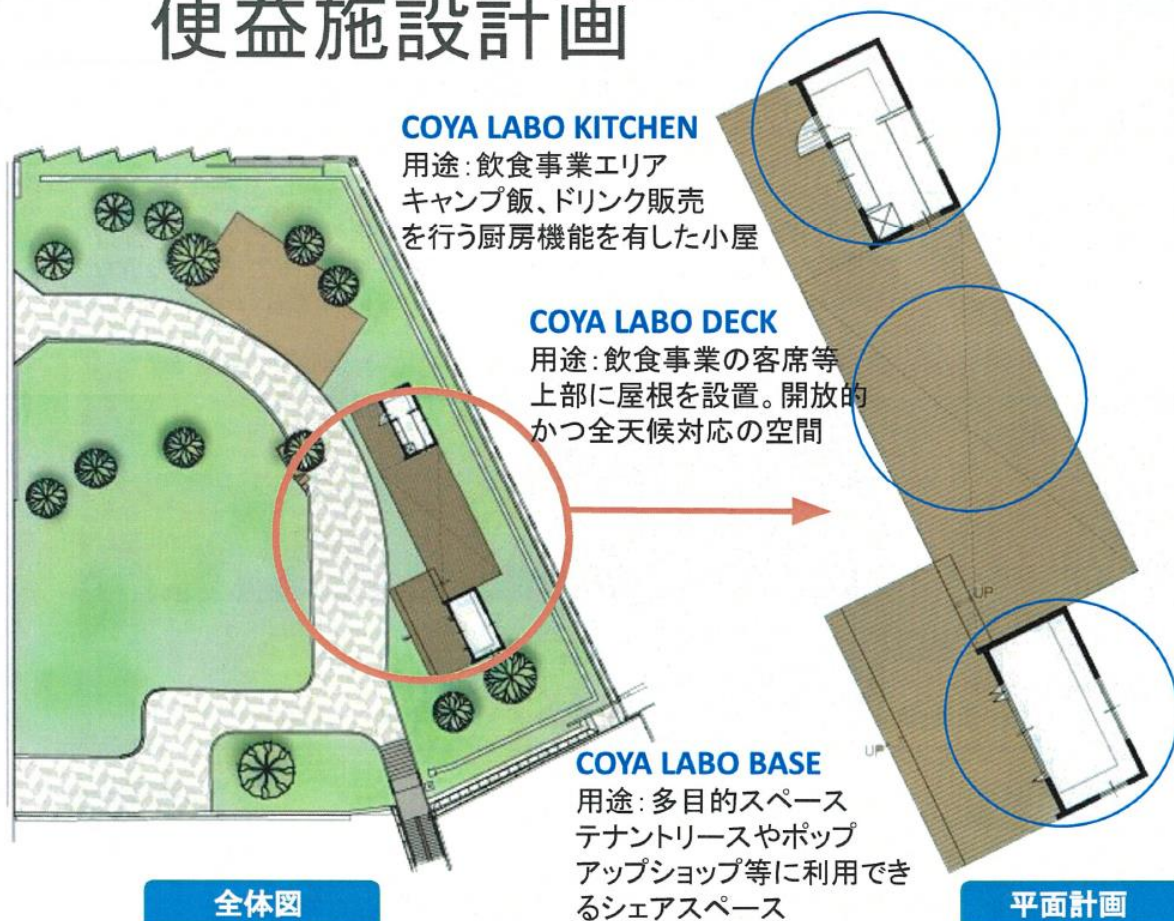 便益施設計画
COYA LABO KITCHEN
用途：飲食事業エリア
キャンプ飯、ドリンク販売
を行う厨房機能を有した小屋
COYA LABO DECK
用途：飲食事業の客席等
上部に屋根を設置。開放的
かつ全天候対応の空間
UP
UP
COYA LABO BASE
用途：多目的スペース
テナントリースやポップ
アップショップ等に利用でき
るシェアスペース
全体図
平面計画